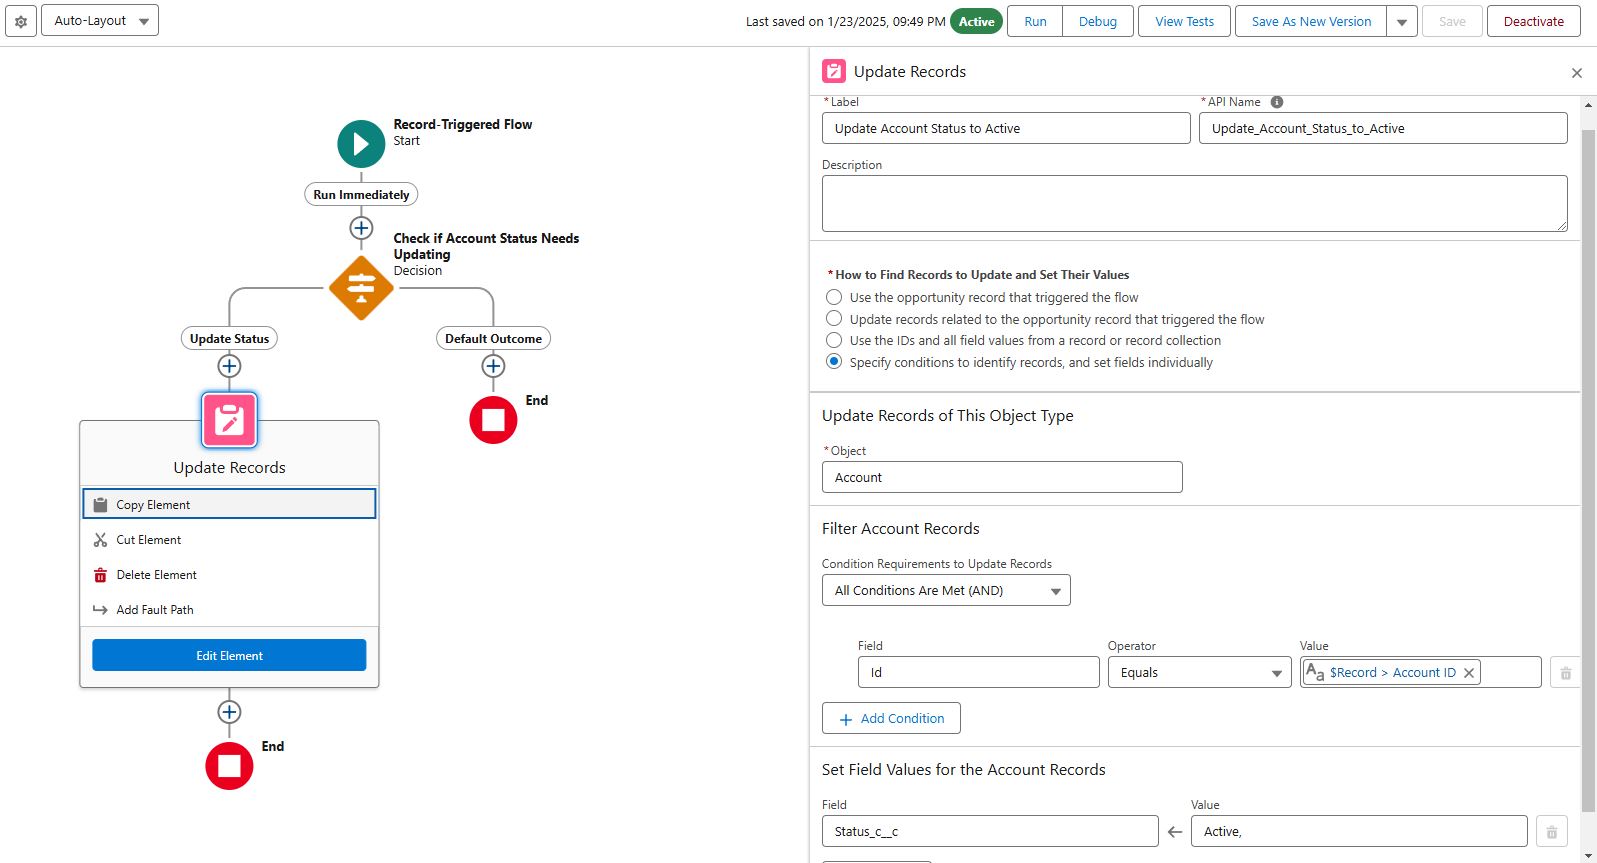 Auto-Layout
Last saved on 1/23/2025, 09:49 PM
Active
Run
Debug
View Tests
Save As New Version
Save
Deactivate
Record-Triggered Flow
Start
Run Immediately
Check if Account Status Needs
Updating
Decision
Update Status
Default Outcome
End
Update Records
Copy Element
Cut Element
Delete Element
Add Fault Path
Edit Element
End
Update Records
*Label
*API Name
Update Account Status to Active
Update_Account_Status_to_Active
Description
*How to Find Records to Update and Set Their Values
Use the opportunity record that triggered the flow
Update records related to the opportunity record that triggered the flow
Use the IDs and all field values from a record or record collection
Specify conditions to identify records, and set fields individually
Update Records of This Object Type
*Object
Account
Filter Account Records
Condition Requirements to Update Records
All Conditions Are Met (AND)
Field
Operator
Value
Id
Equals
Aa $Record > Account ID
Add Condition
Set Field Values for the Account Records
Field
Value
Status_c__c
Active,